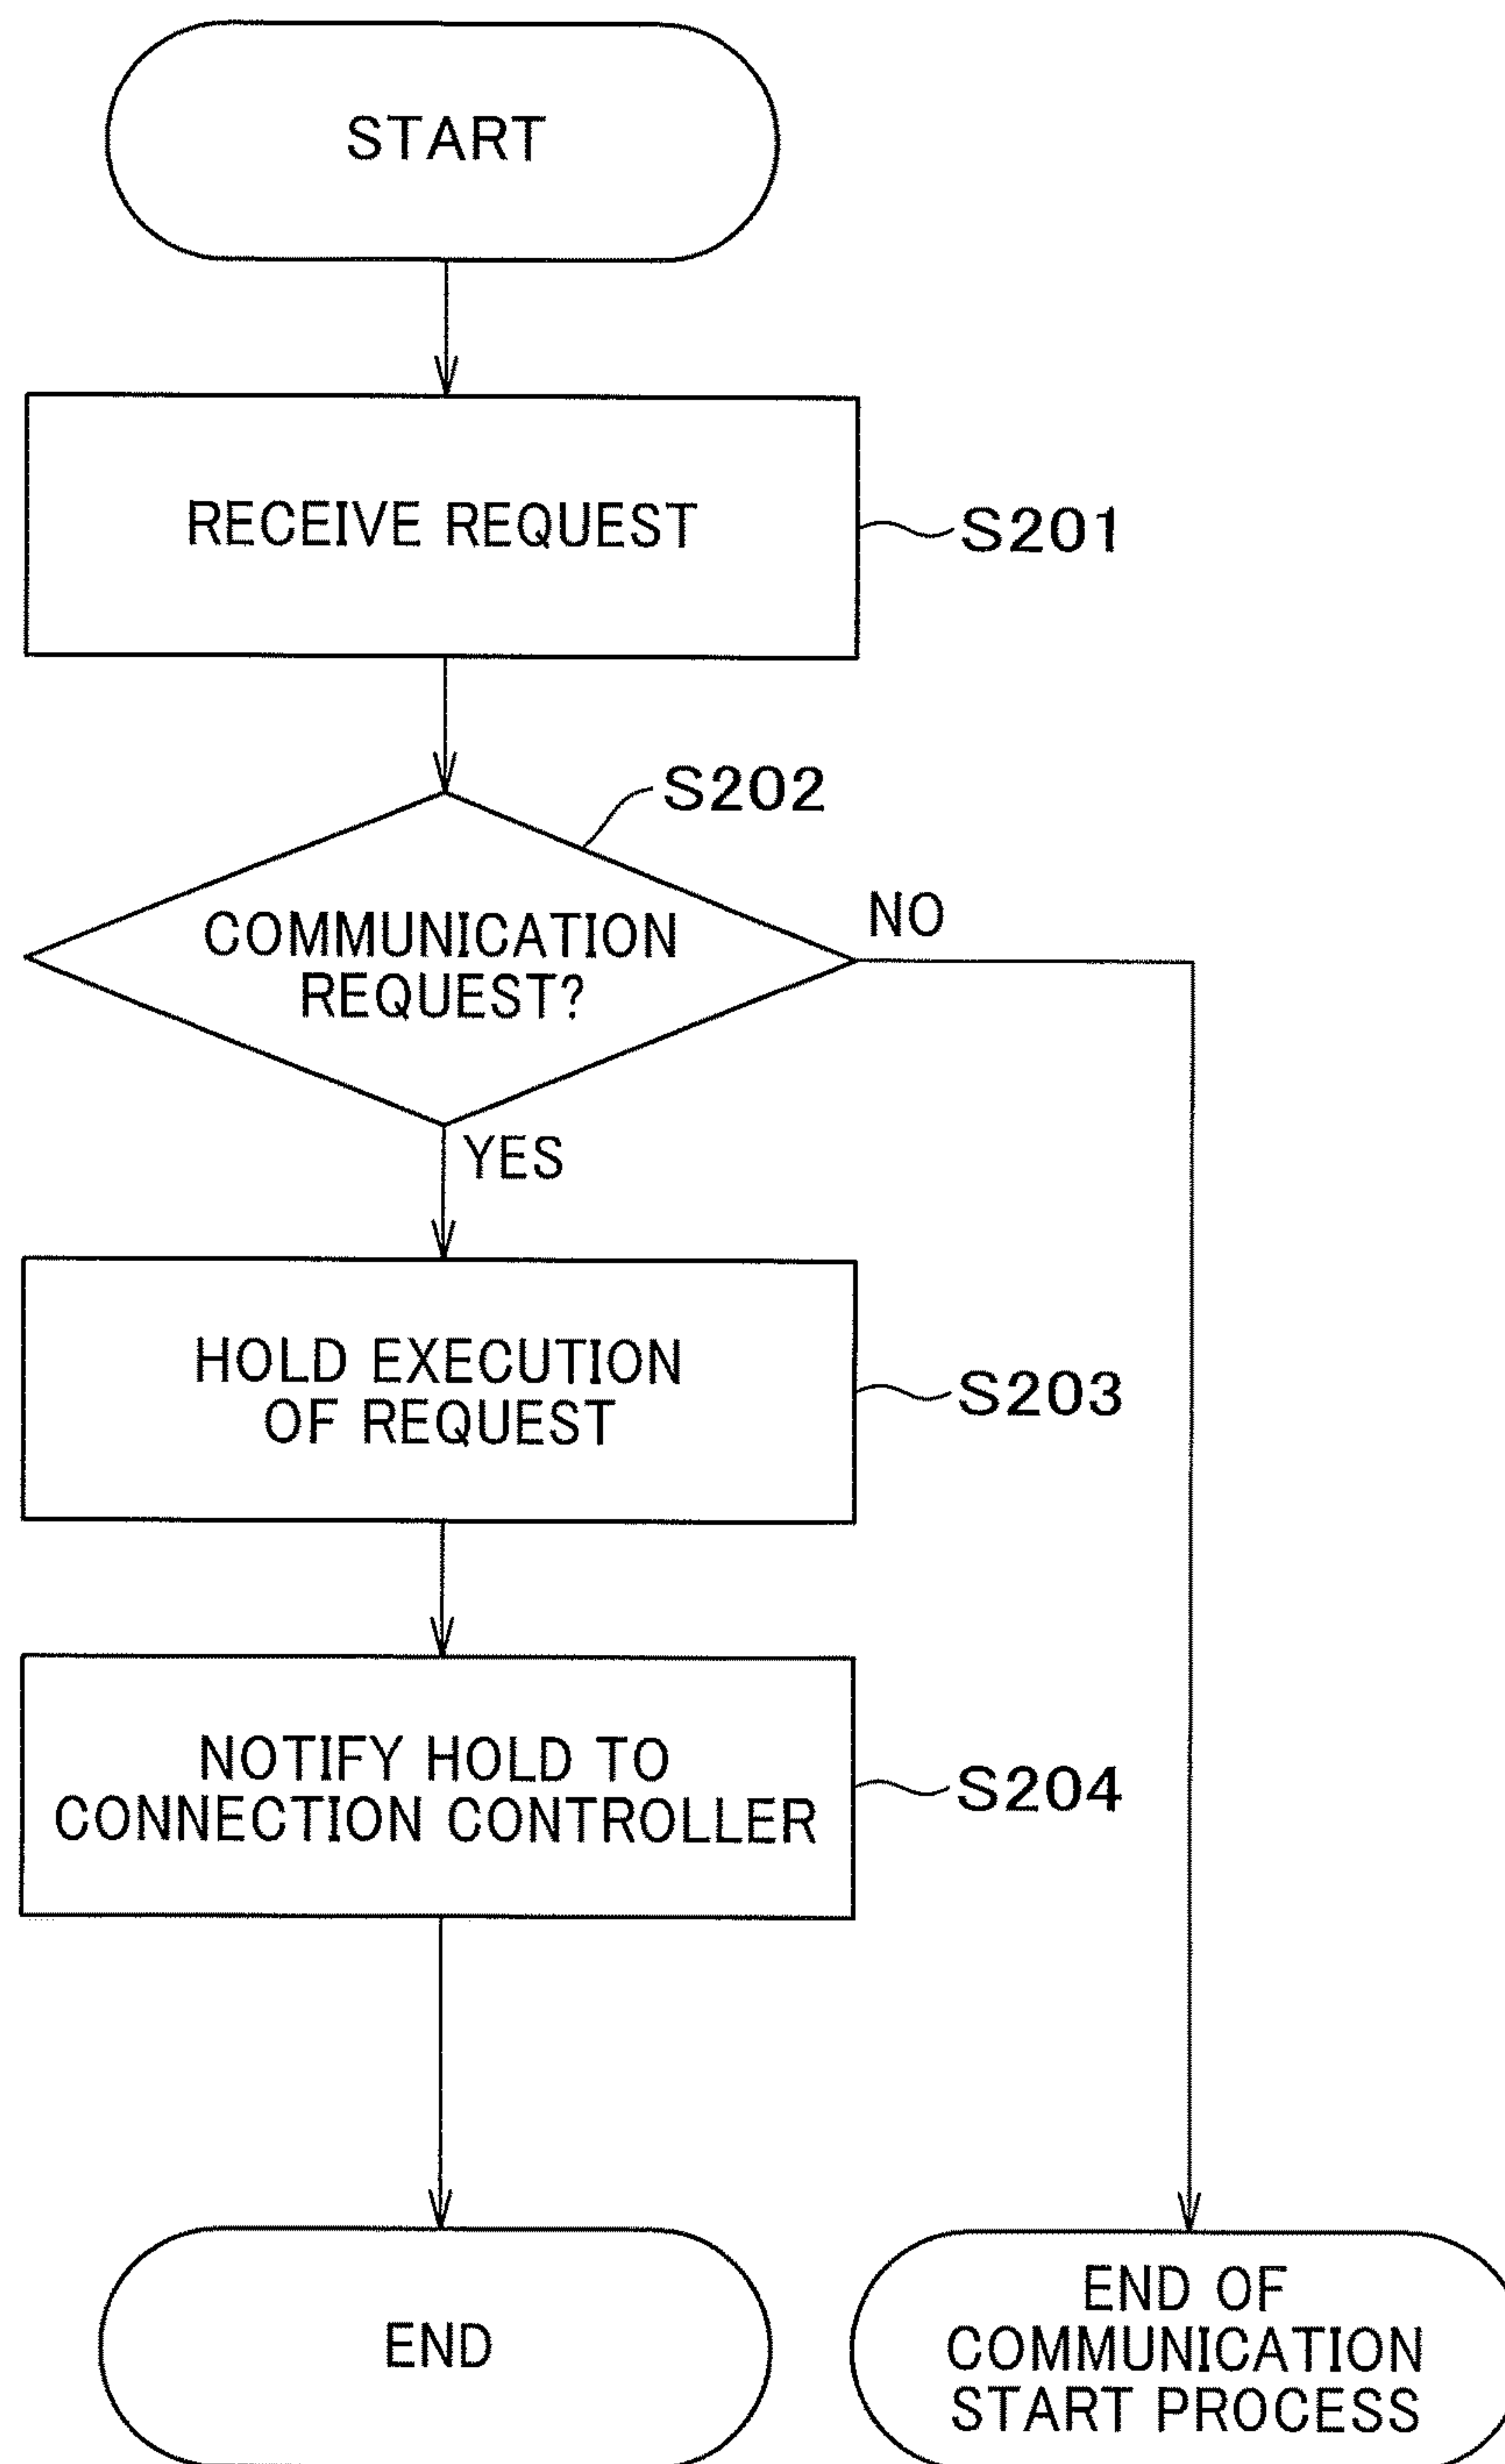 START
RECEIVE REQUEST
S201
S202
COMMUNICATION
REQUEST?
NO
YES
HOLD EXECUTION
OF REQUEST
S203
NOTIFY HOLD TO
CONNECTION CONTROLLER
S204
END
END OF
COMMUNICATION
START PROCESS